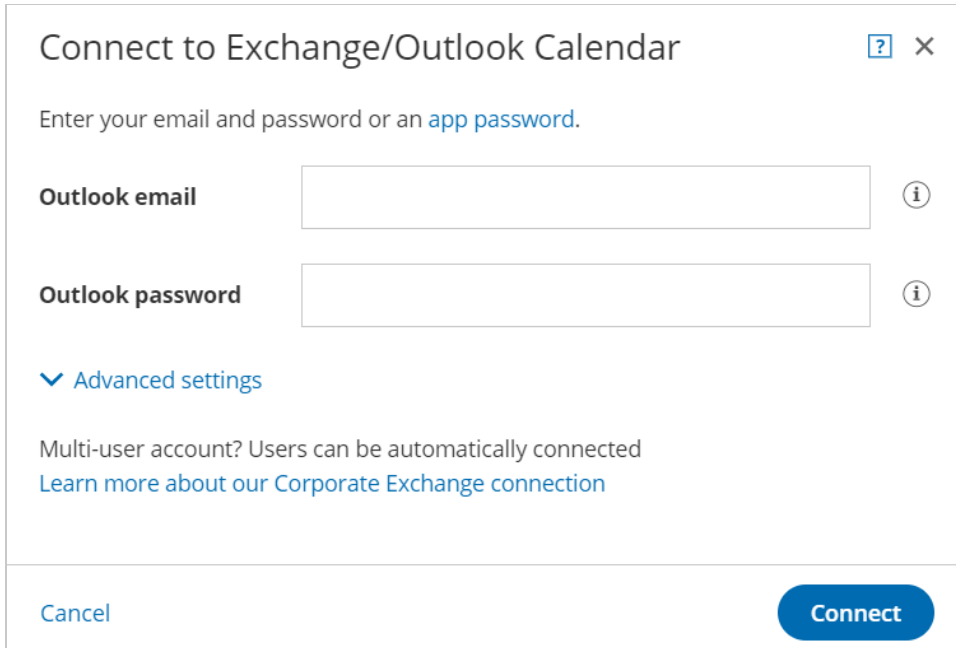 Connect to Exchange/Outlook Calendar ? ✕
Enter your email and password or an app password.
Outlook email i
Outlook password i
Advanced settings
Multi-user account? Users can be automatically connected
Learn more about our Corporate Exchange connection
Cancel Connect